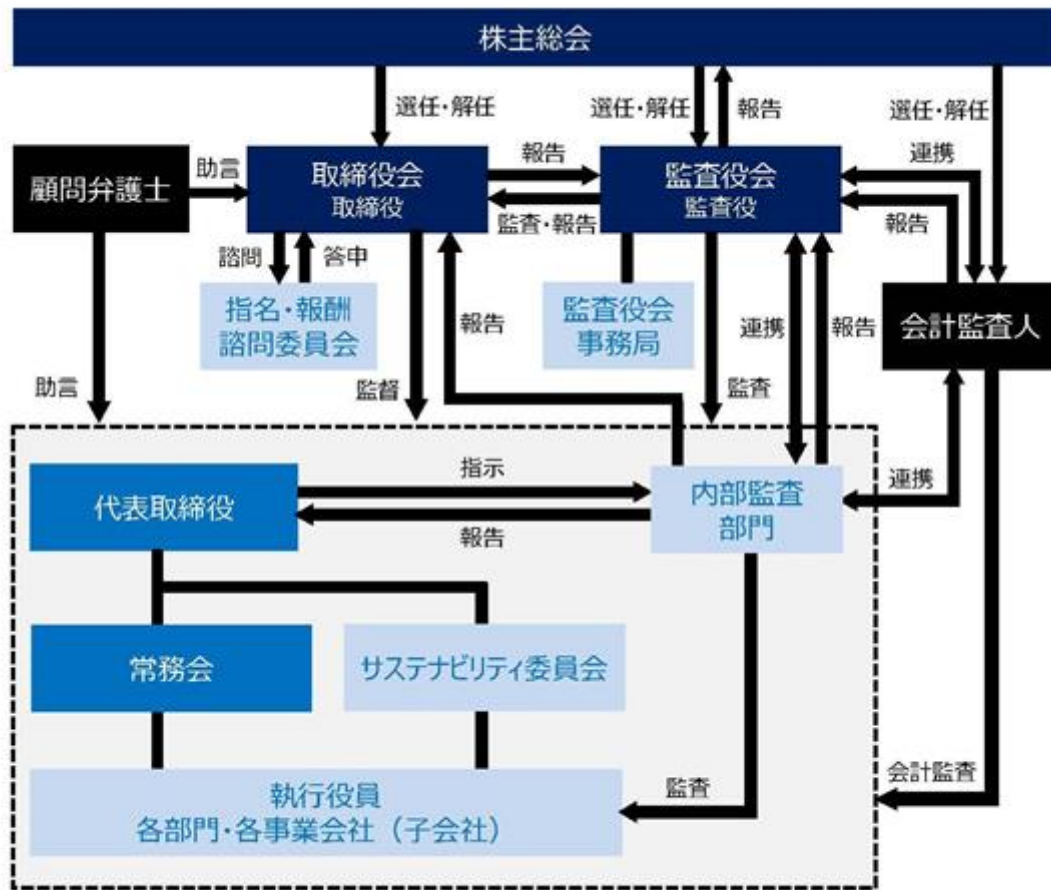 株主総会
選任・解任
選任・解任
報告
選任・解任
顧問弁護士
助言
取締役会
取締役
報告
監査・報告
監査役会
監査役
連携
報告
諮問
答申
指名・報酬
諮問委員会
報告
監査役会
事務局
連携
報告
会計監査人
助言
監督
監査
代表取締役
指示
報告
内部監査
部門
連携
常務会
サステナビリティ委員会
執行役員
各部門・各事業会社（子会社）
監査
会計監査